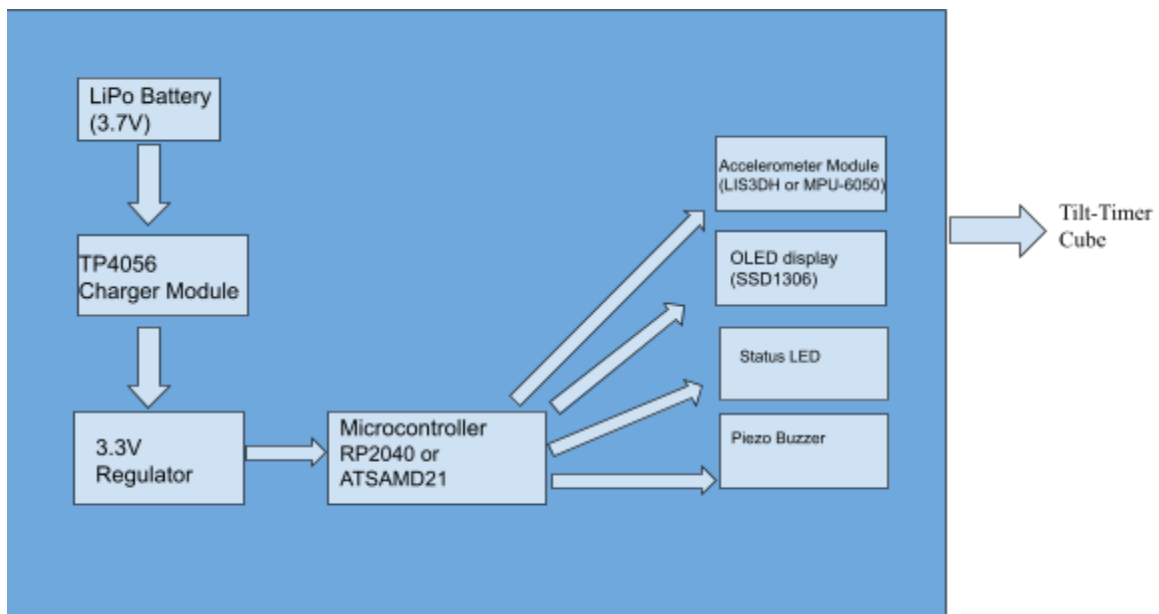 LiPo Battery
(3.7V)
TP4056
Charger Module
3.3V
Regulator
Microcontroller
RP2040 or
ATSAMD21
Accelerometer Module
(LIS3DH or MPU-6050)
OLED display
(SSD1306)
Status LED
Piezo Buzzer
Tilt-Timer
Cube